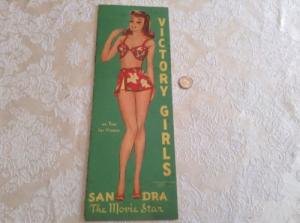 VICTORY GIRLS
SANDRA
The Movie Star